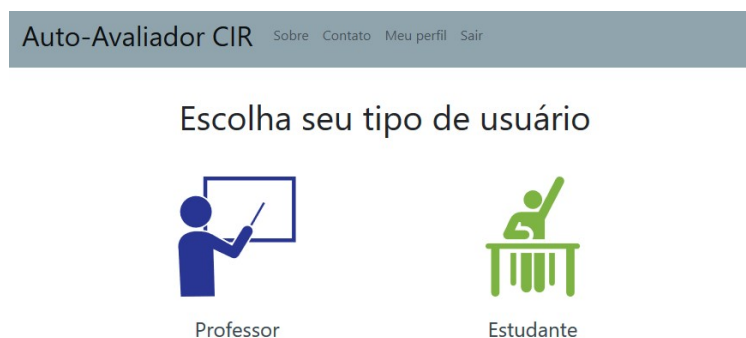 Auto-Avaliador CIR Sobre Contato Meu perfil Sair
Escolha seu tipo de usuário
Professor Estudante